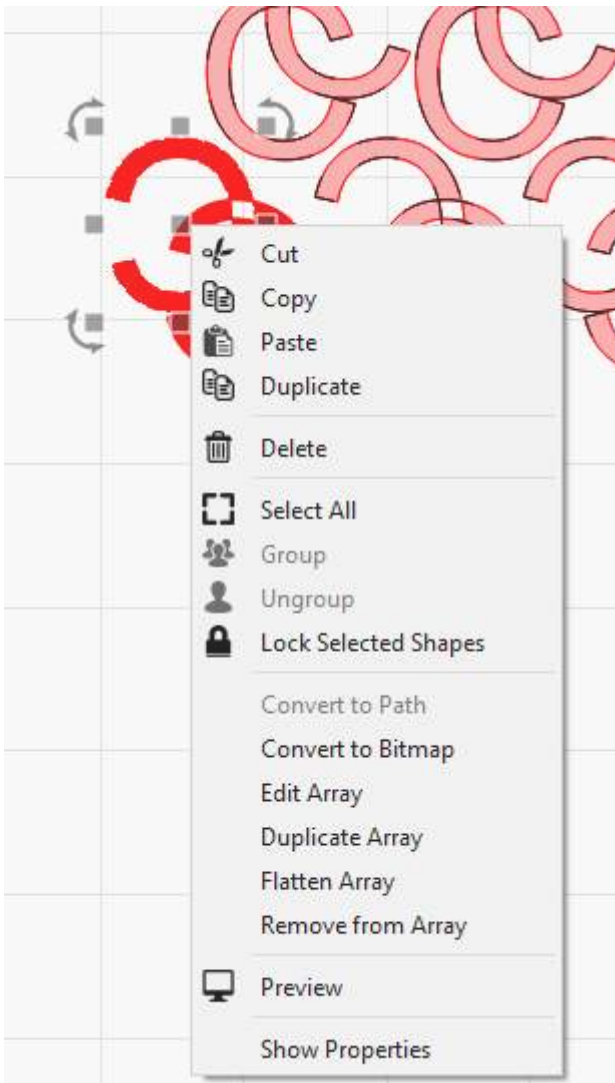 Cut
Copy
Paste
Duplicate
Delete
Select All
Group
Ungroup
Lock Selected Shapes
Convert to Path
Convert to Bitmap
Edit Array
Duplicate Array
Flatten Array
Remove from Array
Preview
Show Properties